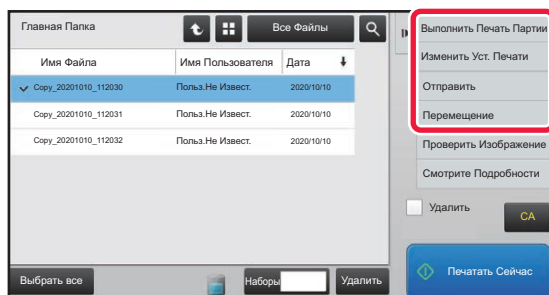 Главная Папка
Все Файлы
Имя Файла Имя Пользователя Дата
Copy_20201010_112030 Польз.Не Извест. 2020/10/10
Copy_20201010_112031 Польз.Не Извест. 2020/10/10
Copy_20201010_112032 Польз.Не Извест. 2020/10/10
Выбрать все
Наборы
Удалить
Выполнить Печать Партии
Изменить Уст. Печати
Отправить
Перемещение
Проверить Изображение
Смотрите Подробности
Удалить
CA
Печатать Сейчас